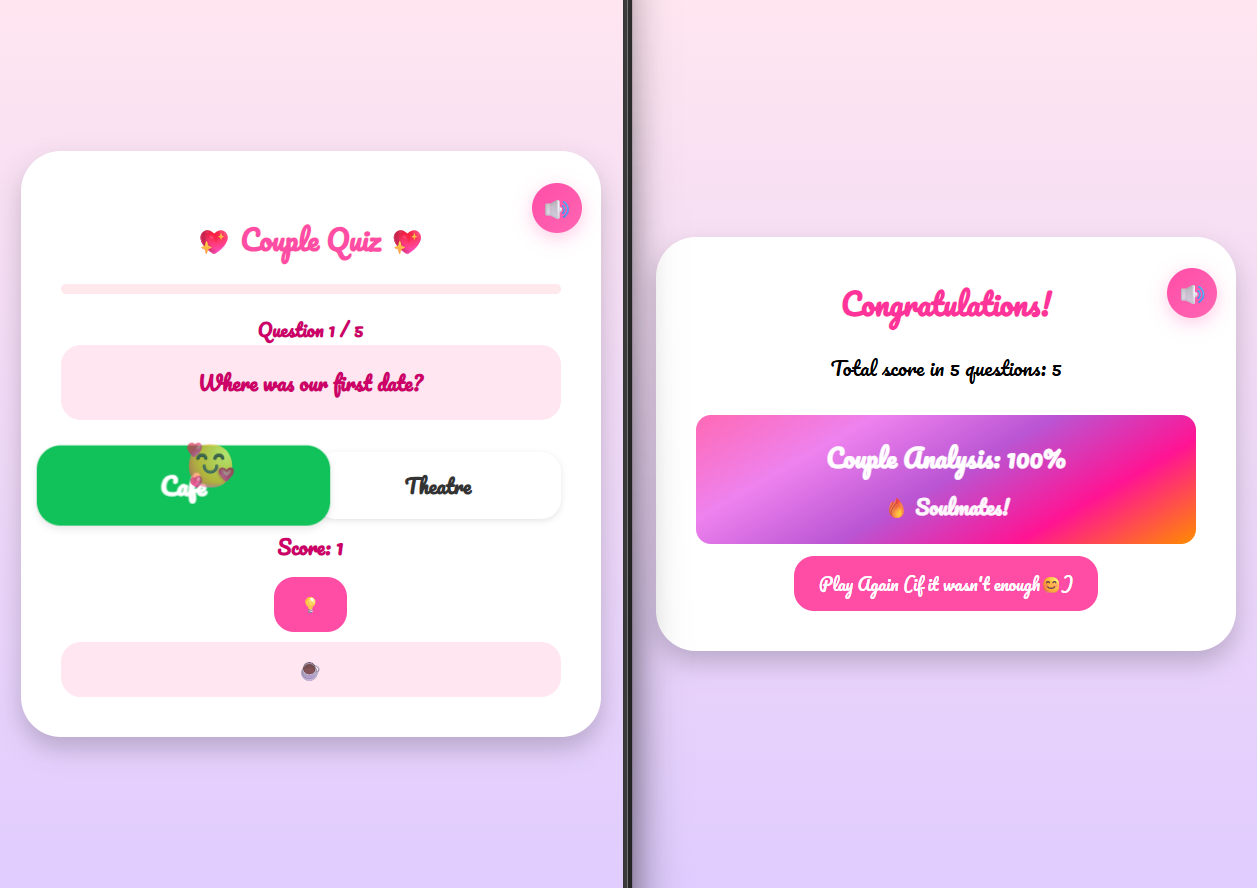 Couple Quiz
Question 1 / 5
Where was our first date?
Cafe
Theatre
Score: 1
Congratulations!
Total score in 5 questions: 5
Couple Analysis: 100%
Soulmates!
Play Again (if it wasn't enough😊)